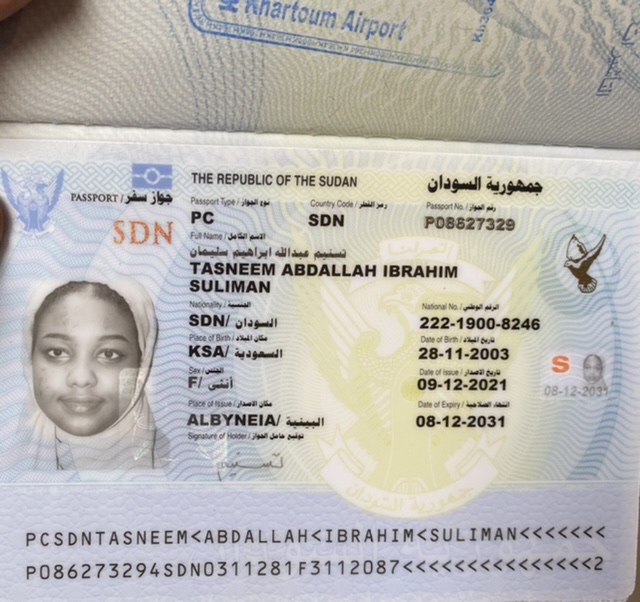 Khartoum Airport
THE REPUBLIC OF THE SUDAN
جمهورية السودان
PASSPORT / جواز سفر
Passport Type / نوع الجواز
Country Code / رمز القطر
Passport No. / رقم الجواز
PC
SDN
P08627329
SDN
Full Name / الاسم الكامل
تسنيم عبدالله ابراهيم سليمان
TASNEEM ABDALLAH IBRAHIM
SULIMAN
Nationality / الجنسية
National No. / الرقم الوطني
SDN/ السودان
222-1900-8246
Place of Birth / مكان الميلاد
Date of Birth / تاريخ الميلاد
KSA/ السعودية
28-11-2003
Sex / الجنس
Date of Issue / تاريخ الاصدار
F/ أنثى
09-12-2021
S
08-12-2031
Place of Issue / مكان الاصدار
Date of Expiry /
ALBYNEIA/ البينية
08-12-2031
Signature of Holder / توقيع حامل الجواز
تسنيم
جمهورية السودان
PCSDNTASNEEM<ABDALLAH<IBRAHIM<SULIMAN<<<<<<<
P086273294SDN0311281F3112087<<<<<<<<<<<<<<<2